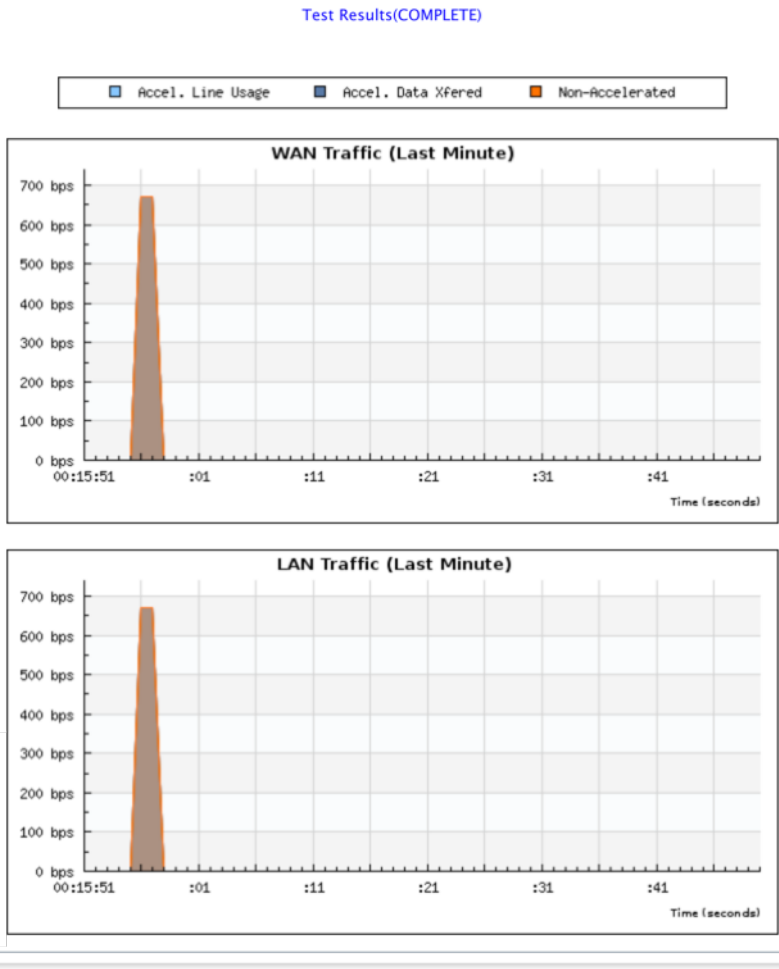 Test Results(COMPLETE)
Accel. Line Usage Accel. Data Xfered Non-Accelerated
WAN Traffic (Last Minute)
700 bps
600 bps
500 bps
400 bps
300 bps
200 bps
100 bps
0 bps
00:15:51 :01 :11 :21 :31 :41
Time (seconds)
LAN Traffic (Last Minute)
700 bps
600 bps
500 bps
400 bps
300 bps
200 bps
100 bps
0 bps
00:15:51 :01 :11 :21 :31 :41
Time (seconds)